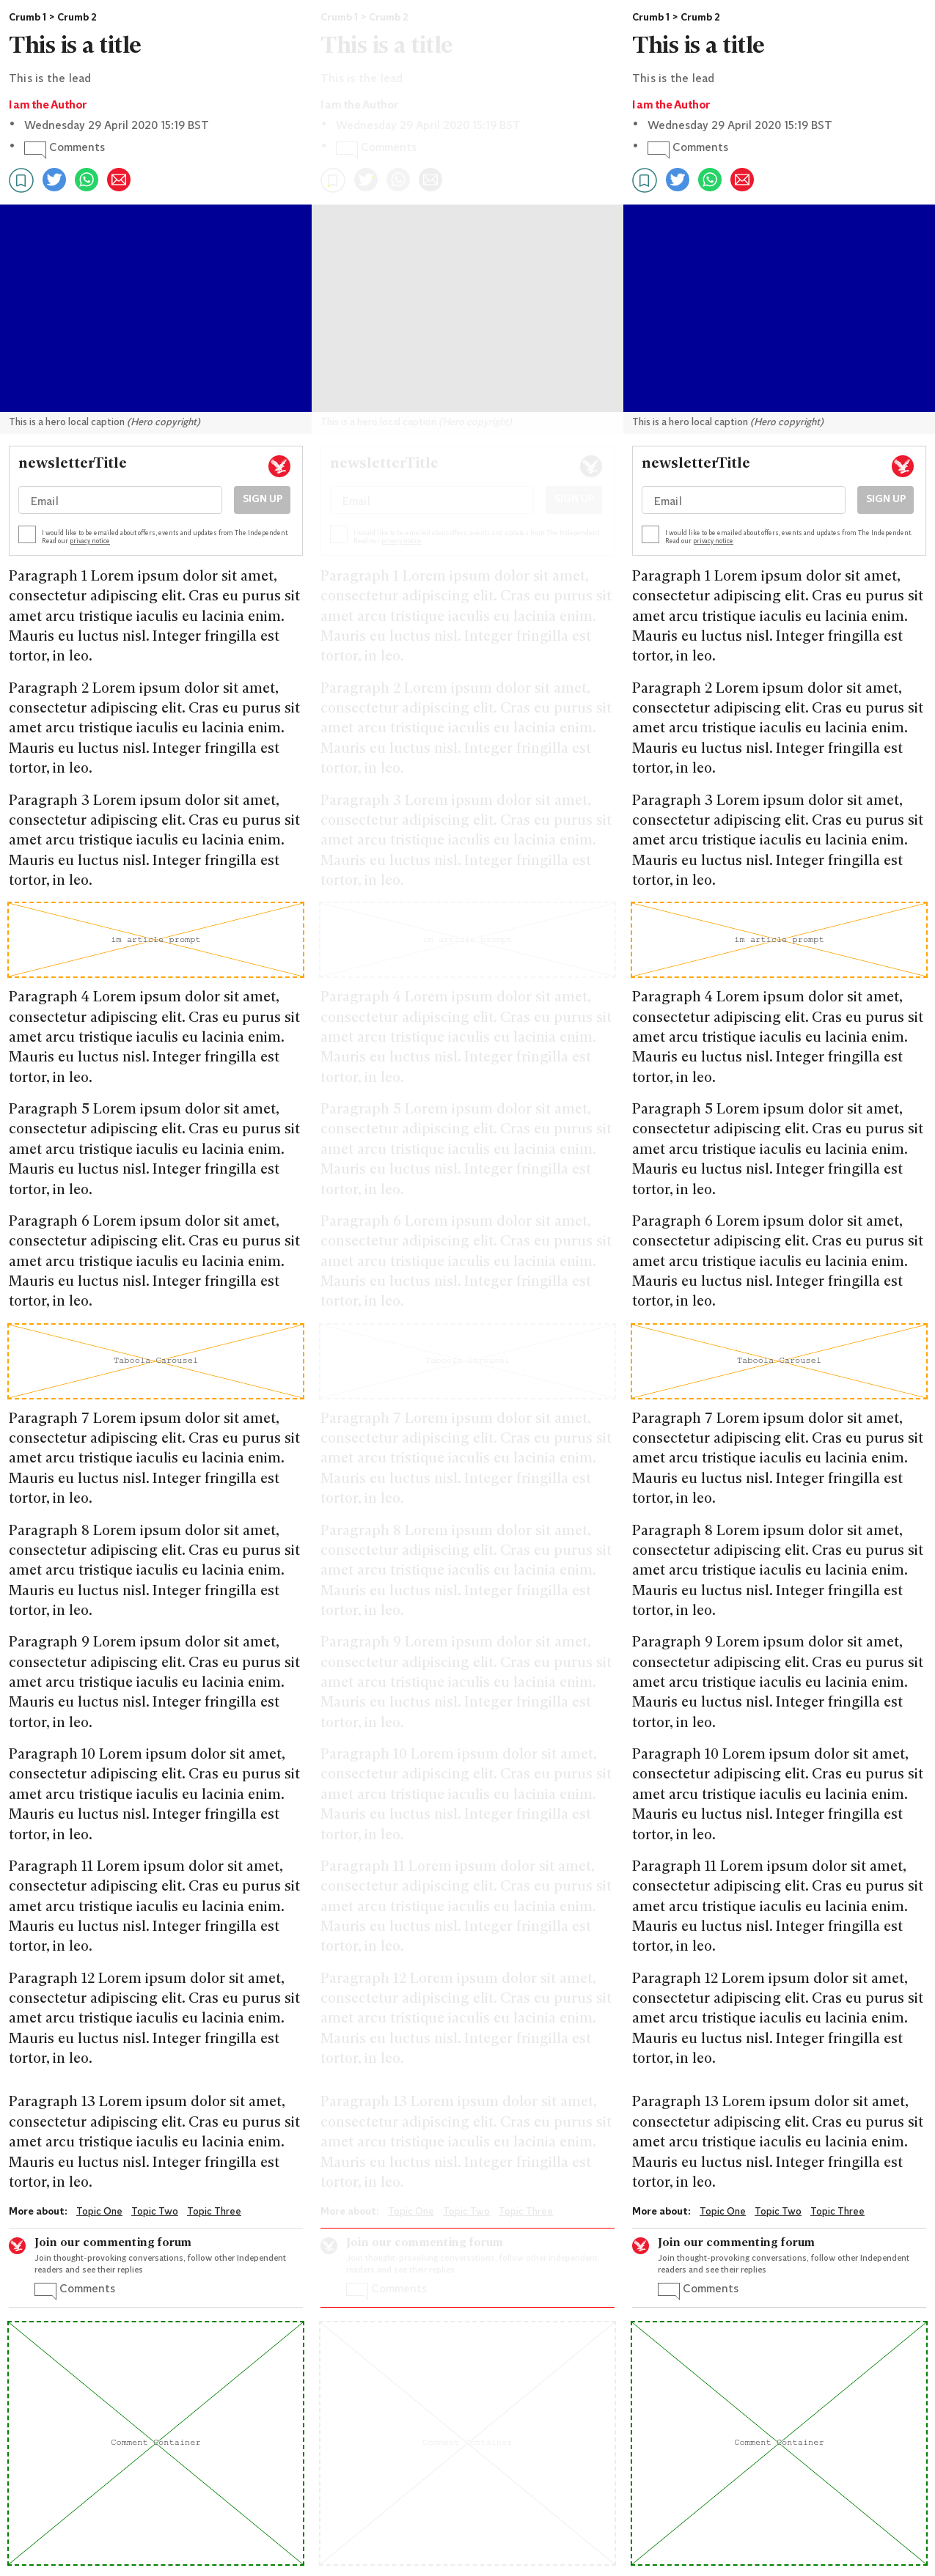 Crumb 1 > Crumb 2
This is a title
This is the lead
I am the Author
Wednesday 29 April 2020 15:19 BST
Comments
This is a hero local caption (Hero copyright)
newsletterTitle
Email
SIGN UP
I would like to be emailed about offers, events and updates from The Independent.
Read our privacy notice
Paragraph 1 Lorem ipsum dolor sit amet,
consectetur adipiscing elit. Cras eu purus sit
amet arcu tristique iaculis eu lacinia enim.
Mauris eu luctus nisl. Integer fringilla est
tortor, in leo.
Paragraph 2 Lorem ipsum dolor sit amet,
consectetur adipiscing elit. Cras eu purus sit
amet arcu tristique iaculis eu lacinia enim.
Mauris eu luctus nisl. Integer fringilla est
tortor, in leo.
Paragraph 3 Lorem ipsum dolor sit amet,
consectetur adipiscing elit. Cras eu purus sit
amet arcu tristique iaculis eu lacinia enim.
Mauris eu luctus nisl. Integer fringilla est
tortor, in leo.
im article prompt
Paragraph 4 Lorem ipsum dolor sit amet,
consectetur adipiscing elit. Cras eu purus sit
amet arcu tristique iaculis eu lacinia enim.
Mauris eu luctus nisl. Integer fringilla est
tortor, in leo.
Paragraph 5 Lorem ipsum dolor sit amet,
consectetur adipiscing elit. Cras eu purus sit
amet arcu tristique iaculis eu lacinia enim.
Mauris eu luctus nisl. Integer fringilla est
tortor, in leo.
Paragraph 6 Lorem ipsum dolor sit amet,
consectetur adipiscing elit. Cras eu purus sit
amet arcu tristique iaculis eu lacinia enim.
Mauris eu luctus nisl. Integer fringilla est
tortor, in leo.
Taboola Carousel
Paragraph 7 Lorem ipsum dolor sit amet,
consectetur adipiscing elit. Cras eu purus sit
amet arcu tristique iaculis eu lacinia enim.
Mauris eu luctus nisl. Integer fringilla est
tortor, in leo.
Paragraph 8 Lorem ipsum dolor sit amet,
consectetur adipiscing elit. Cras eu purus sit
amet arcu tristique iaculis eu lacinia enim.
Mauris eu luctus nisl. Integer fringilla est
tortor, in leo.
Paragraph 9 Lorem ipsum dolor sit amet,
consectetur adipiscing elit. Cras eu purus sit
amet arcu tristique iaculis eu lacinia enim.
Mauris eu luctus nisl. Integer fringilla est
tortor, in leo.
Paragraph 10 Lorem ipsum dolor sit amet,
consectetur adipiscing elit. Cras eu purus sit
amet arcu tristique iaculis eu lacinia enim.
Mauris eu luctus nisl. Integer fringilla est
tortor, in leo.
Paragraph 11 Lorem ipsum dolor sit amet,
consectetur adipiscing elit. Cras eu purus sit
amet arcu tristique iaculis eu lacinia enim.
Mauris eu luctus nisl. Integer fringilla est
tortor, in leo.
Paragraph 12 Lorem ipsum dolor sit amet,
consectetur adipiscing elit. Cras eu purus sit
amet arcu tristique iaculis eu lacinia enim.
Mauris eu luctus nisl. Integer fringilla est
tortor, in leo.
Paragraph 13 Lorem ipsum dolor sit amet,
consectetur adipiscing elit. Cras eu purus sit
amet arcu tristique iaculis eu lacinia enim.
Mauris eu luctus nisl. Integer fringilla est
tortor, in leo.
More about: Topic One Topic Two Topic Three
Join our commenting forum
Join thought-provoking conversations, follow other Independent
readers and see their replies
Comments
Comment Container
Crumb 1 > Crumb 2
This is a title
This is the lead
I am the Author
Wednesday 29 April 2020 15:19 BST
Comments
This is a hero local caption (Hero copyright)
newsletterTitle
Email
SIGN UP
I would like to be emailed about offers, events and updates from The Independent.
Read our privacy notice
Paragraph 1 Lorem ipsum dolor sit amet,
consectetur adipiscing elit. Cras eu purus sit
amet arcu tristique iaculis eu lacinia enim.
Mauris eu luctus nisl. Integer fringilla est
tortor, in leo.
Paragraph 2 Lorem ipsum dolor sit amet,
consectetur adipiscing elit. Cras eu purus sit
amet arcu tristique iaculis eu lacinia enim.
Mauris eu luctus nisl. Integer fringilla est
tortor, in leo.
Paragraph 3 Lorem ipsum dolor sit amet,
consectetur adipiscing elit. Cras eu purus sit
amet arcu tristique iaculis eu lacinia enim.
Mauris eu luctus nisl. Integer fringilla est
tortor, in leo.
im article prompt
Paragraph 4 Lorem ipsum dolor sit amet,
consectetur adipiscing elit. Cras eu purus sit
amet arcu tristique iaculis eu lacinia enim.
Mauris eu luctus nisl. Integer fringilla est
tortor, in leo.
Paragraph 5 Lorem ipsum dolor sit amet,
consectetur adipiscing elit. Cras eu purus sit
amet arcu tristique iaculis eu lacinia enim.
Mauris eu luctus nisl. Integer fringilla est
tortor, in leo.
Paragraph 6 Lorem ipsum dolor sit amet,
consectetur adipiscing elit. Cras eu purus sit
amet arcu tristique iaculis eu lacinia enim.
Mauris eu luctus nisl. Integer fringilla est
tortor, in leo.
Taboola Carousel
Paragraph 7 Lorem ipsum dolor sit amet,
consectetur adipiscing elit. Cras eu purus sit
amet arcu tristique iaculis eu lacinia enim.
Mauris eu luctus nisl. Integer fringilla est
tortor, in leo.
Paragraph 8 Lorem ipsum dolor sit amet,
consectetur adipiscing elit. Cras eu purus sit
amet arcu tristique iaculis eu lacinia enim.
Mauris eu luctus nisl. Integer fringilla est
tortor, in leo.
Paragraph 9 Lorem ipsum dolor sit amet,
consectetur adipiscing elit. Cras eu purus sit
amet arcu tristique iaculis eu lacinia enim.
Mauris eu luctus nisl. Integer fringilla est
tortor, in leo.
Paragraph 10 Lorem ipsum dolor sit amet,
consectetur adipiscing elit. Cras eu purus sit
amet arcu tristique iaculis eu lacinia enim.
Mauris eu luctus nisl. Integer fringilla est
tortor, in leo.
Paragraph 11 Lorem ipsum dolor sit amet,
consectetur adipiscing elit. Cras eu purus sit
amet arcu tristique iaculis eu lacinia enim.
Mauris eu luctus nisl. Integer fringilla est
tortor, in leo.
Paragraph 12 Lorem ipsum dolor sit amet,
consectetur adipiscing elit. Cras eu purus sit
amet arcu tristique iaculis eu lacinia enim.
Mauris eu luctus nisl. Integer fringilla est
tortor, in leo.
Paragraph 13 Lorem ipsum dolor sit amet,
consectetur adipiscing elit. Cras eu purus sit
amet arcu tristique iaculis eu lacinia enim.
Mauris eu luctus nisl. Integer fringilla est
tortor, in leo.
More about: Topic One Topic Two Topic Three
Join our commenting forum
Join thought-provoking conversations, follow other Independent
readers and see their replies
Comments
Comment Container
Crumb 1 > Crumb 2
This is a title
This is the lead
I am the Author
Wednesday 29 April 2020 15:19 BST
Comments
This is a hero local caption (Hero copyright)
newsletterTitle
Email
SIGN UP
I would like to be emailed about offers, events and updates from The Independent.
Read our privacy notice
Paragraph 1 Lorem ipsum dolor sit amet,
consectetur adipiscing elit. Cras eu purus sit
amet arcu tristique iaculis eu lacinia enim.
Mauris eu luctus nisl. Integer fringilla est
tortor, in leo.
Paragraph 2 Lorem ipsum dolor sit amet,
consectetur adipiscing elit. Cras eu purus sit
amet arcu tristique iaculis eu lacinia enim.
Mauris eu luctus nisl. Integer fringilla est
tortor, in leo.
Paragraph 3 Lorem ipsum dolor sit amet,
consectetur adipiscing elit. Cras eu purus sit
amet arcu tristique iaculis eu lacinia enim.
Mauris eu luctus nisl. Integer fringilla est
tortor, in leo.
im article prompt
Paragraph 4 Lorem ipsum dolor sit amet,
consectetur adipiscing elit. Cras eu purus sit
amet arcu tristique iaculis eu lacinia enim.
Mauris eu luctus nisl. Integer fringilla est
tortor, in leo.
Paragraph 5 Lorem ipsum dolor sit amet,
consectetur adipiscing elit. Cras eu purus sit
amet arcu tristique iaculis eu lacinia enim.
Mauris eu luctus nisl. Integer fringilla est
tortor, in leo.
Paragraph 6 Lorem ipsum dolor sit amet,
consectetur adipiscing elit. Cras eu purus sit
amet arcu tristique iaculis eu lacinia enim.
Mauris eu luctus nisl. Integer fringilla est
tortor, in leo.
Taboola Carousel
Paragraph 7 Lorem ipsum dolor sit amet,
consectetur adipiscing elit. Cras eu purus sit
amet arcu tristique iaculis eu lacinia enim.
Mauris eu luctus nisl. Integer fringilla est
tortor, in leo.
Paragraph 8 Lorem ipsum dolor sit amet,
consectetur adipiscing elit. Cras eu purus sit
amet arcu tristique iaculis eu lacinia enim.
Mauris eu luctus nisl. Integer fringilla est
tortor, in leo.
Paragraph 9 Lorem ipsum dolor sit amet,
consectetur adipiscing elit. Cras eu purus sit
amet arcu tristique iaculis eu lacinia enim.
Mauris eu luctus nisl. Integer fringilla est
tortor, in leo.
Paragraph 10 Lorem ipsum dolor sit amet,
consectetur adipiscing elit. Cras eu purus sit
amet arcu tristique iaculis eu lacinia enim.
Mauris eu luctus nisl. Integer fringilla est
tortor, in leo.
Paragraph 11 Lorem ipsum dolor sit amet,
consectetur adipiscing elit. Cras eu purus sit
amet arcu tristique iaculis eu lacinia enim.
Mauris eu luctus nisl. Integer fringilla est
tortor, in leo.
Paragraph 12 Lorem ipsum dolor sit amet,
consectetur adipiscing elit. Cras eu purus sit
amet arcu tristique iaculis eu lacinia enim.
Mauris eu luctus nisl. Integer fringilla est
tortor, in leo.
Paragraph 13 Lorem ipsum dolor sit amet,
consectetur adipiscing elit. Cras eu purus sit
amet arcu tristique iaculis eu lacinia enim.
Mauris eu luctus nisl. Integer fringilla est
tortor, in leo.
More about: Topic One Topic Two Topic Three
Join our commenting forum
Join thought-provoking conversations, follow other Independent
readers and see their replies
Comments
Comment Container